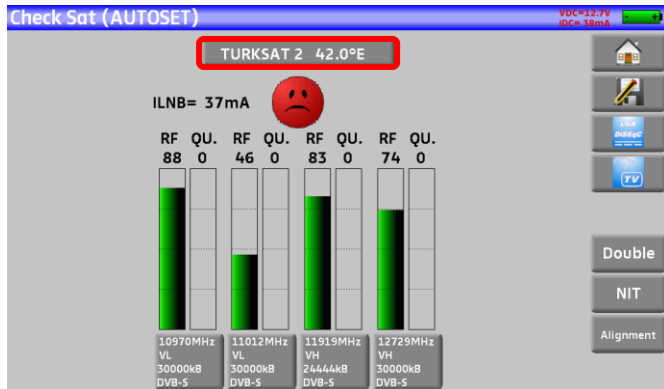 Check Sat (AUTOSET)
VDC=12.7V
IDC= 38mA
TURKSAT 2 42.0°E
ILNB= 37mA
RF QU. RF QU. RF QU. RF QU.
88 0 46 0 83 0 74 0
10970MHz
VL
30000kB
DVB-S
11012MHz
VL
30000kB
DVB-S
11919MHz
VH
24444kB
DVB-S
12729MHz
VH
30000kB
DVB-S
LNB
DiSEqC
TV
Double
NIT
Alignment